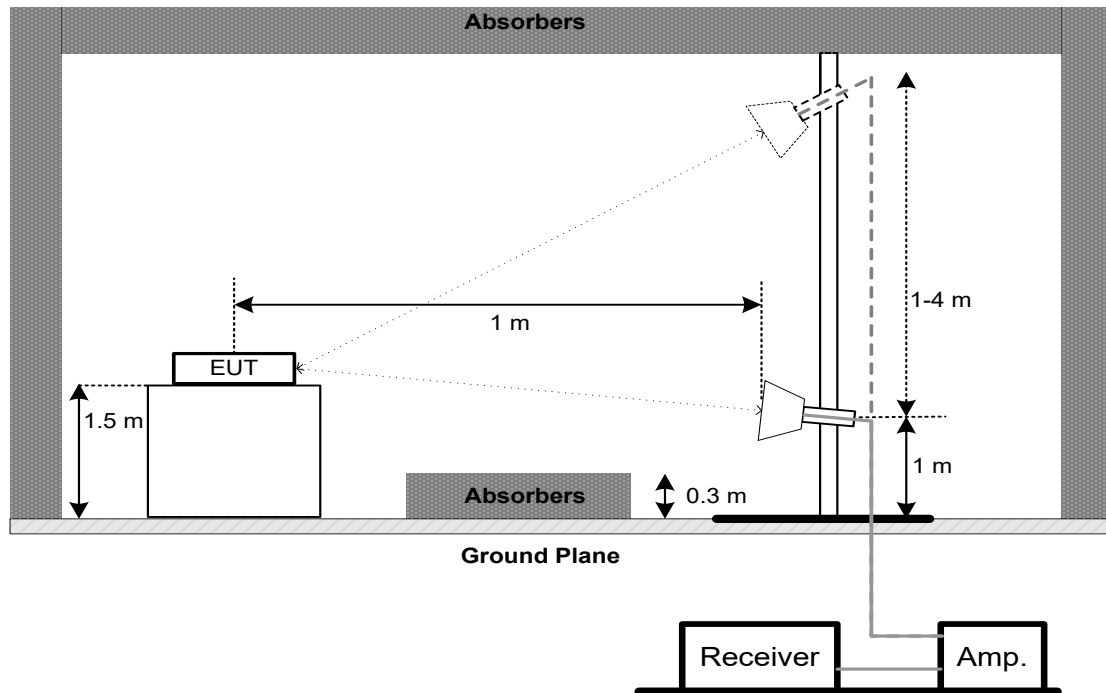 Absorbers
1-4 m
1 m
EUT
1.5 m
1 m
Absorbers
0.3 m
Ground Plane
Receiver
Amp.